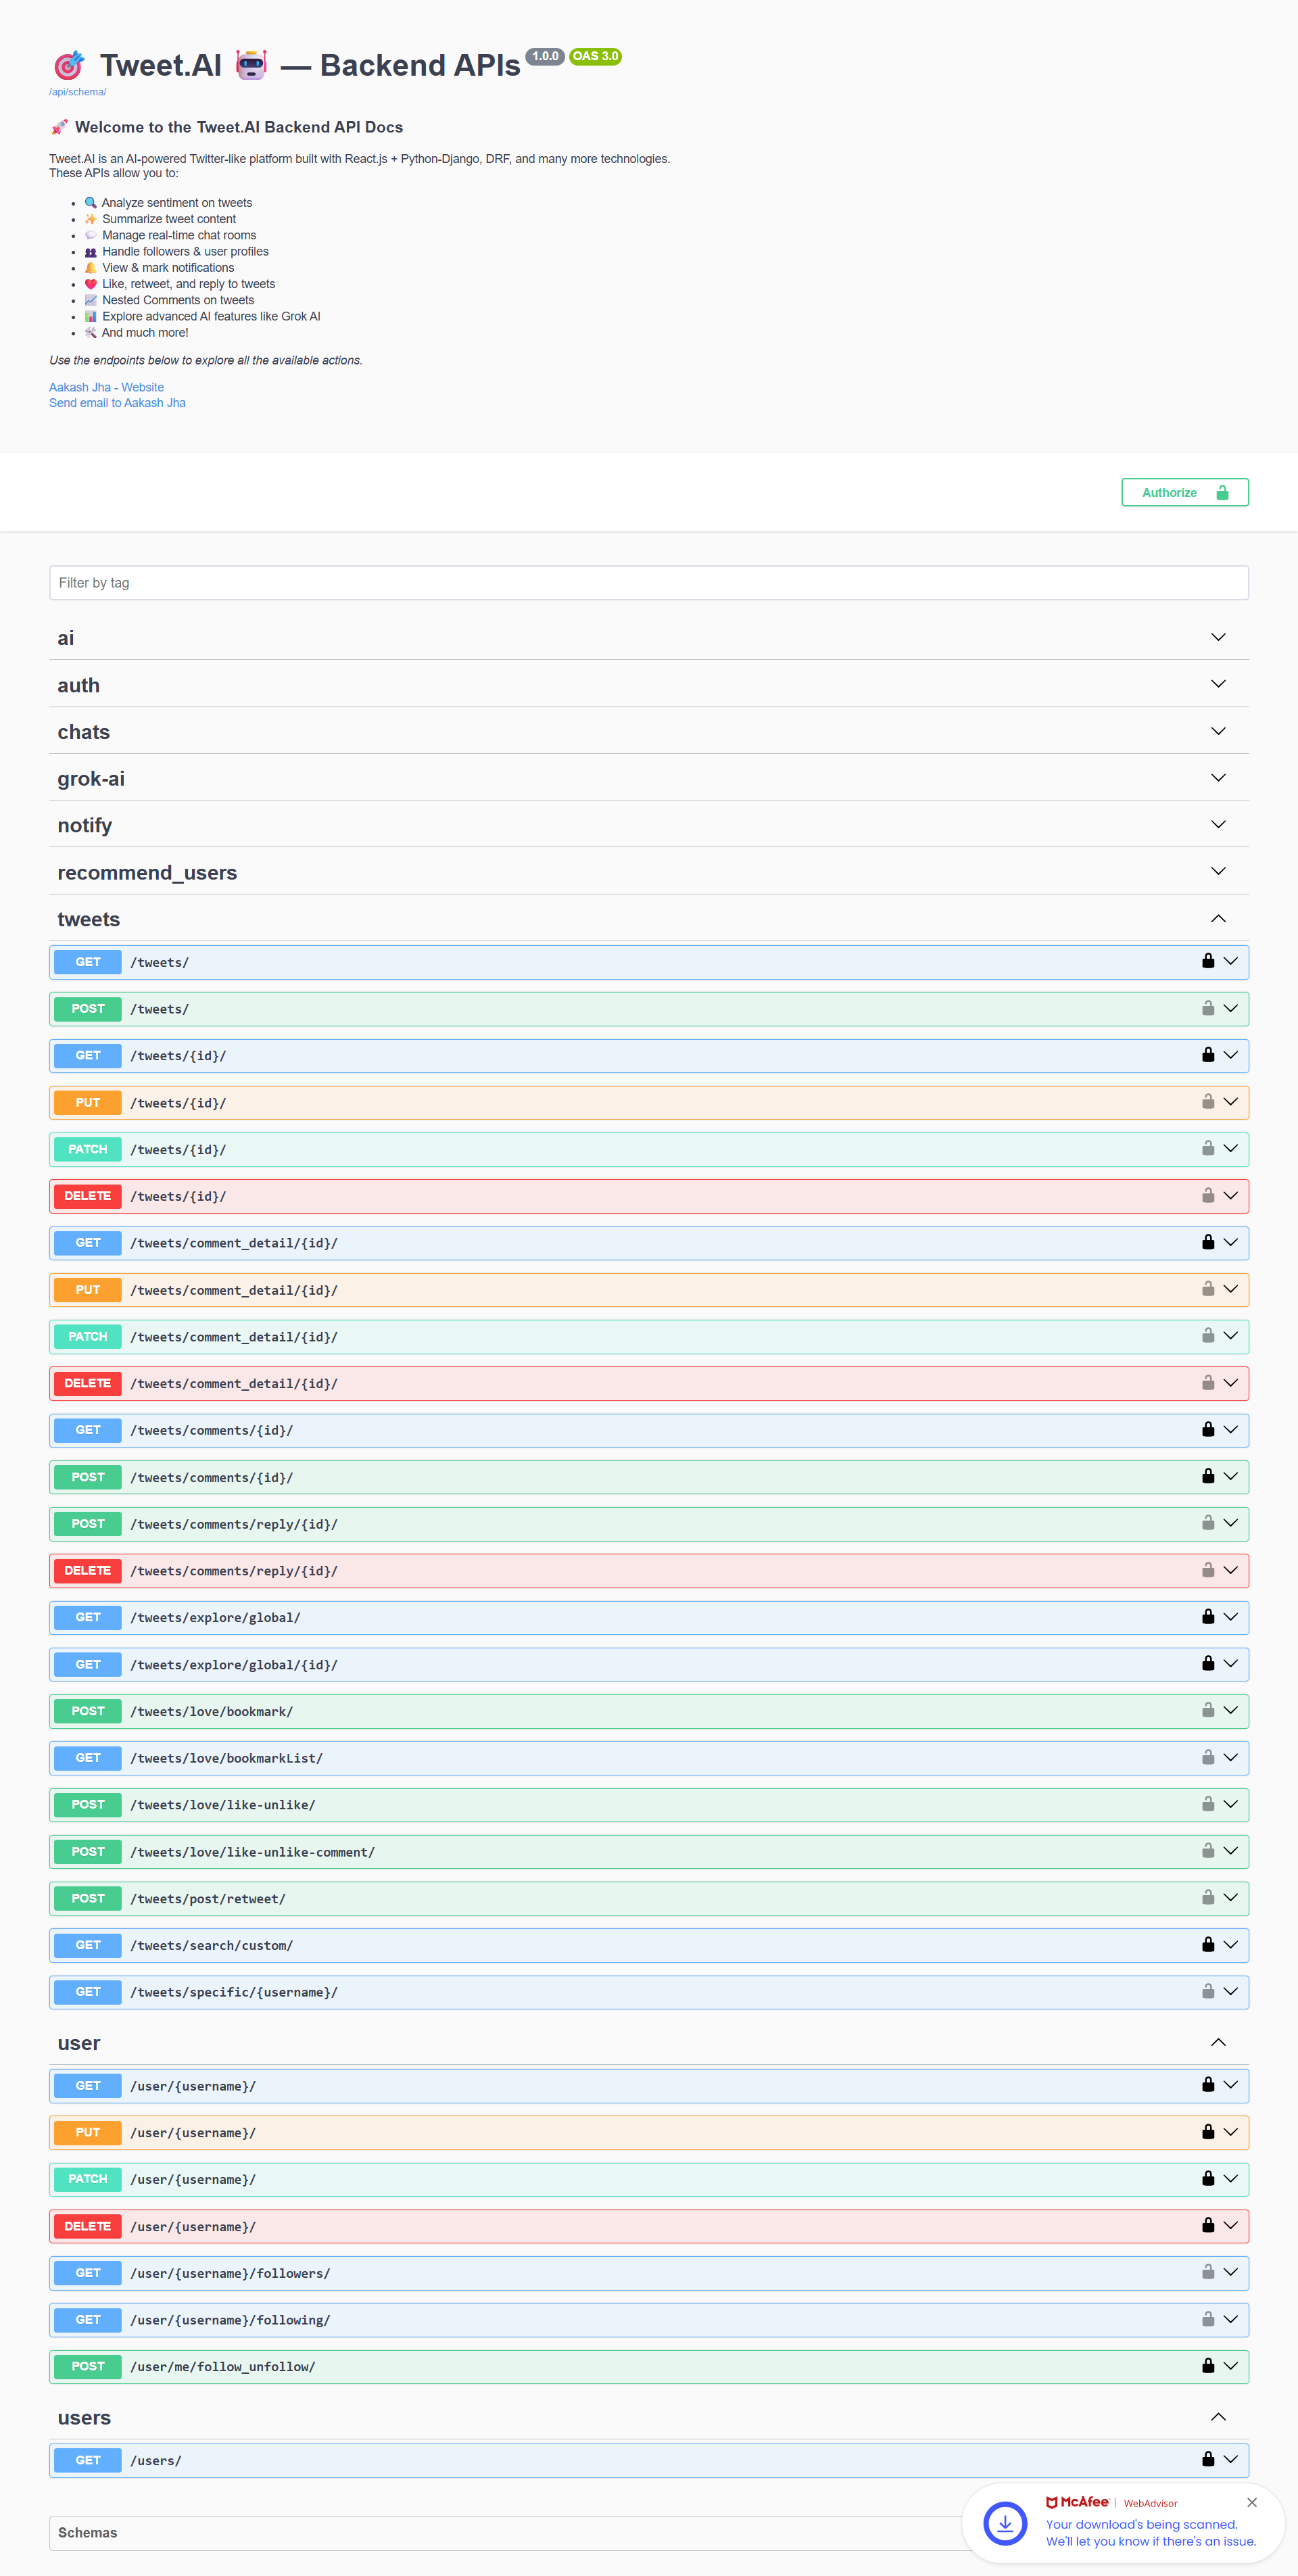 Tweet.AI — Backend APIs 1.0.0 OAS 3.0
/api/schema/
Welcome to the Tweet.AI Backend API Docs
Tweet.AI is an AI-powered Twitter-like platform built with React.js + Python-Django, DRF, and many more technologies.
These APIs allow you to:
Analyze sentiment on tweets
Summarize tweet content
Manage real-time chat rooms
Handle followers & user profiles
View & mark notifications
Like, retweet, and reply to tweets
Nested Comments on tweets
Explore advanced AI features like Grok AI
And much more!
Use the endpoints below to explore all the available actions.
Aakash Jha - Website
Send email to Aakash Jha
Authorize
Filter by tag
ai
auth
chats
grok-ai
notify
recommend_users
tweets
GET /tweets/
POST /tweets/
GET /tweets/{id}/
PUT /tweets/{id}/
PATCH /tweets/{id}/
DELETE /tweets/{id}/
GET /tweets/comment_detail/{id}/
PUT /tweets/comment_detail/{id}/
PATCH /tweets/comment_detail/{id}/
DELETE /tweets/comment_detail/{id}/
GET /tweets/comments/{id}/
POST /tweets/comments/{id}/
POST /tweets/comments/reply/{id}/
DELETE /tweets/comments/reply/{id}/
GET /tweets/explore/global/
GET /tweets/explore/global/{id}/
POST /tweets/love/bookmark/
GET /tweets/love/bookmarkList/
POST /tweets/love/like-unlike/
POST /tweets/love/like-unlike-comment/
POST /tweets/post/retweet/
GET /tweets/search/custom/
GET /tweets/specific/{username}/
user
GET /user/{username}/
PUT /user/{username}/
PATCH /user/{username}/
DELETE /user/{username}/
GET /user/{username}/followers/
GET /user/{username}/following/
POST /user/me/follow_unfollow/
users
GET /users/
Schemas
McAfee | WebAdvisor
Your download's being scanned.
We'll let you know if there's an issue.